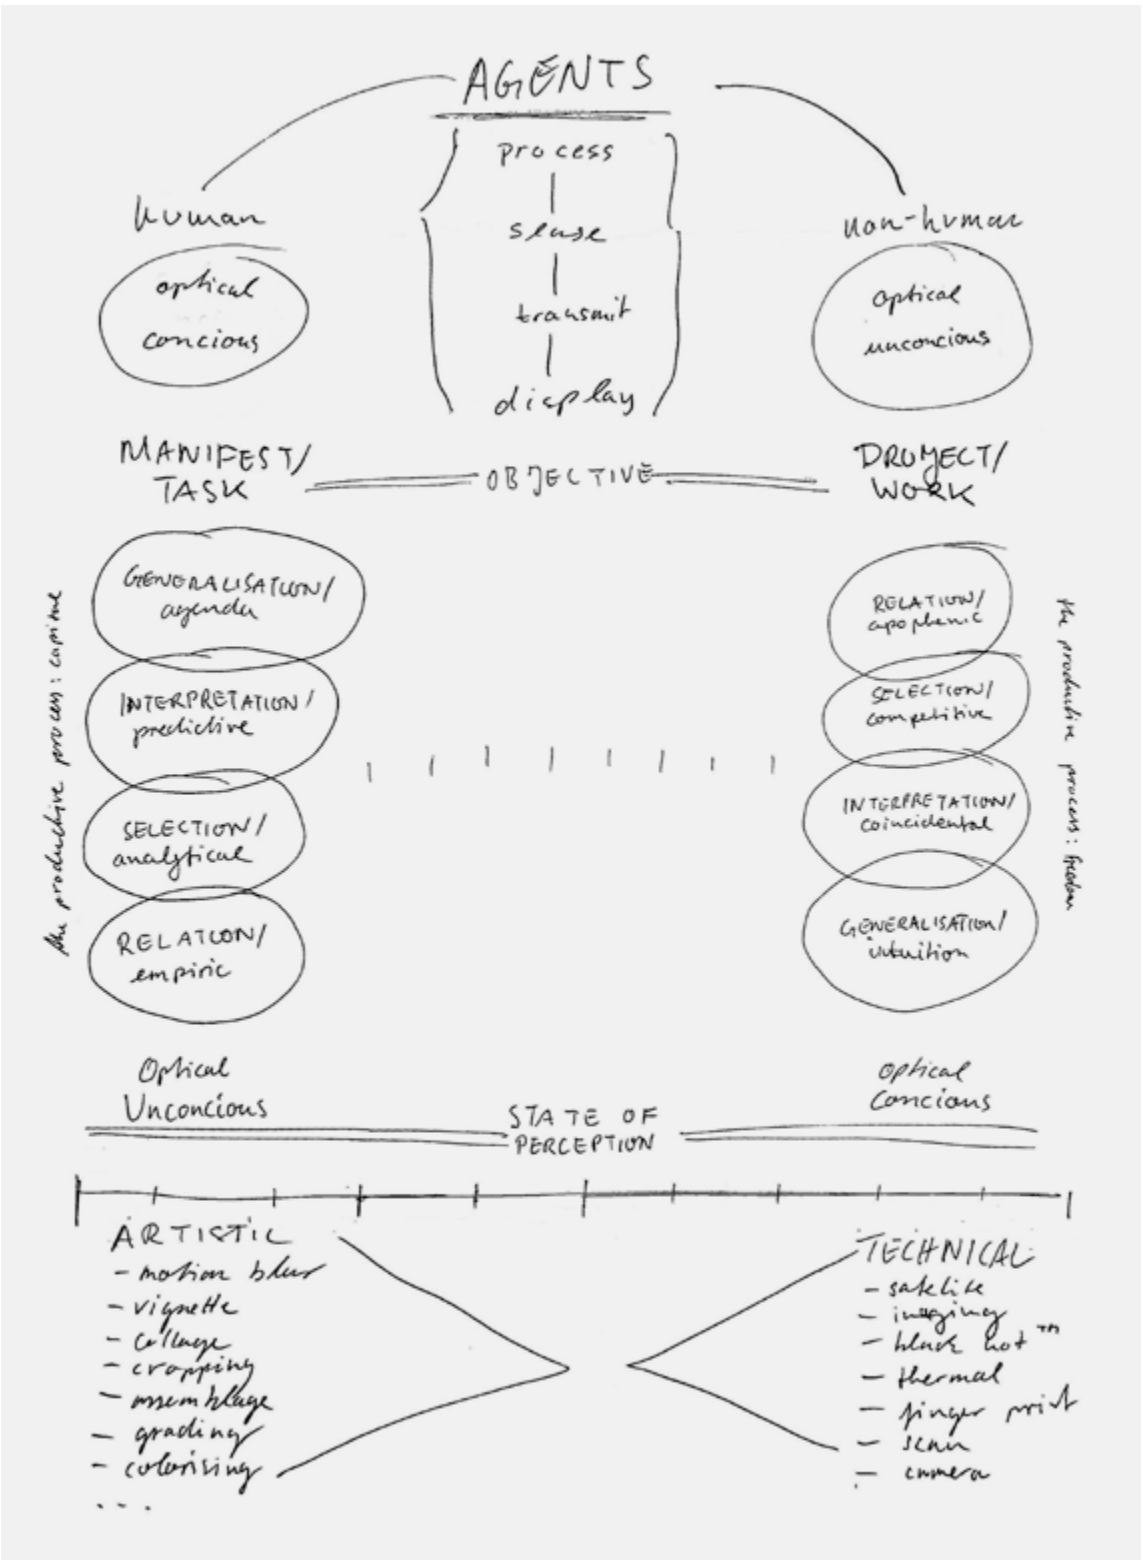 AGENTS
process
sense
transmit
display
human
optical
concious
non-human
optical
unconcious
MANIFEST/
TASK
OBJECTIVE
PROJECT/
WORK
GENERALISATION/
agenda
INTERPRETATION/
predictive
SELECTION/
analytical
RELATION/
empiric
the productive process:
RELATION/
apophenic
SELECTION/
competitive
INTERPRETATION/
coincidental
GENERALISATION/
intuition
the productive process: freedom
Optical
Unconcious
STATE OF
PERCEPTION
Optical
Concious
ARTISTIC
- motion blur
- vignette
- collage
- cropping
- assemblage
- grading
- colorising
...
TECHNICAL
- satelite
- imaging
- black hot™
- thermal
- finger print
- scan
- camera